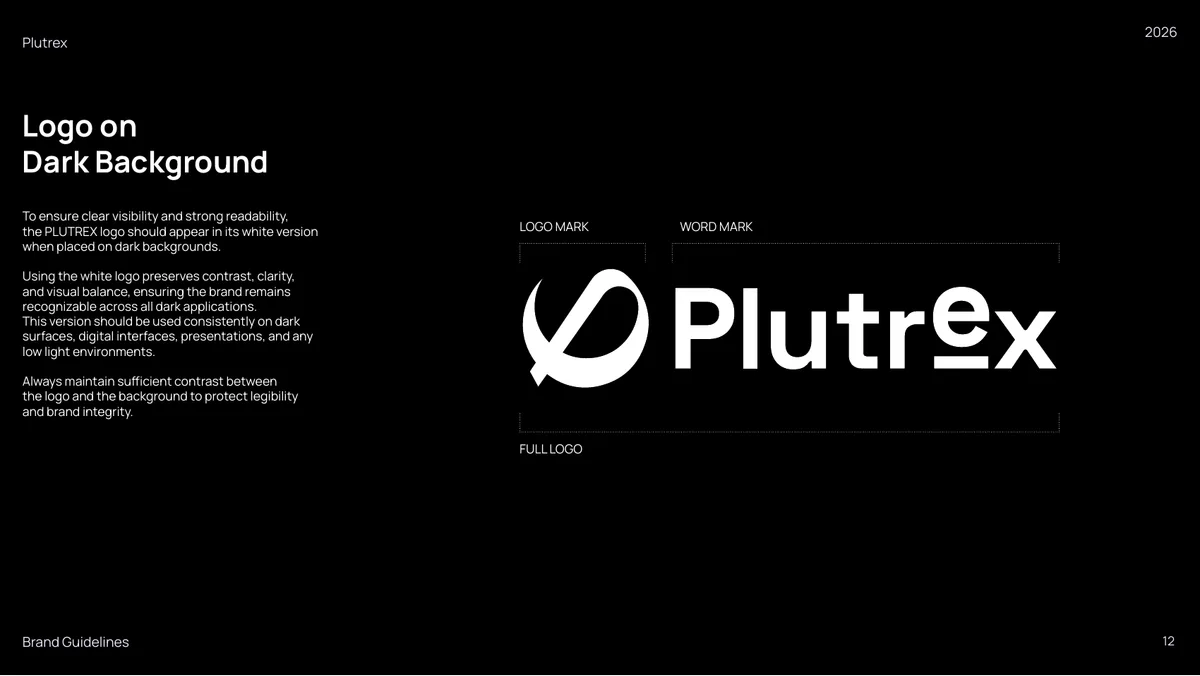 Plutrex
2026
Logo on
Dark Background
To ensure clear visibility and strong readability,
the PLUTREX logo should appear in its white version
when placed on dark backgrounds.
Using the white logo preserves contrast, clarity,
and visual balance, ensuring the brand remains
recognizable across all dark applications.
This version should be used consistently on dark
surfaces, digital interfaces, presentations, and any
low light environments.
Always maintain sufficient contrast between
the logo and the background to protect legibility
and brand integrity.
LOGO MARK
WORD MARK
Plutrex
FULL LOGO
Brand Guidelines
12